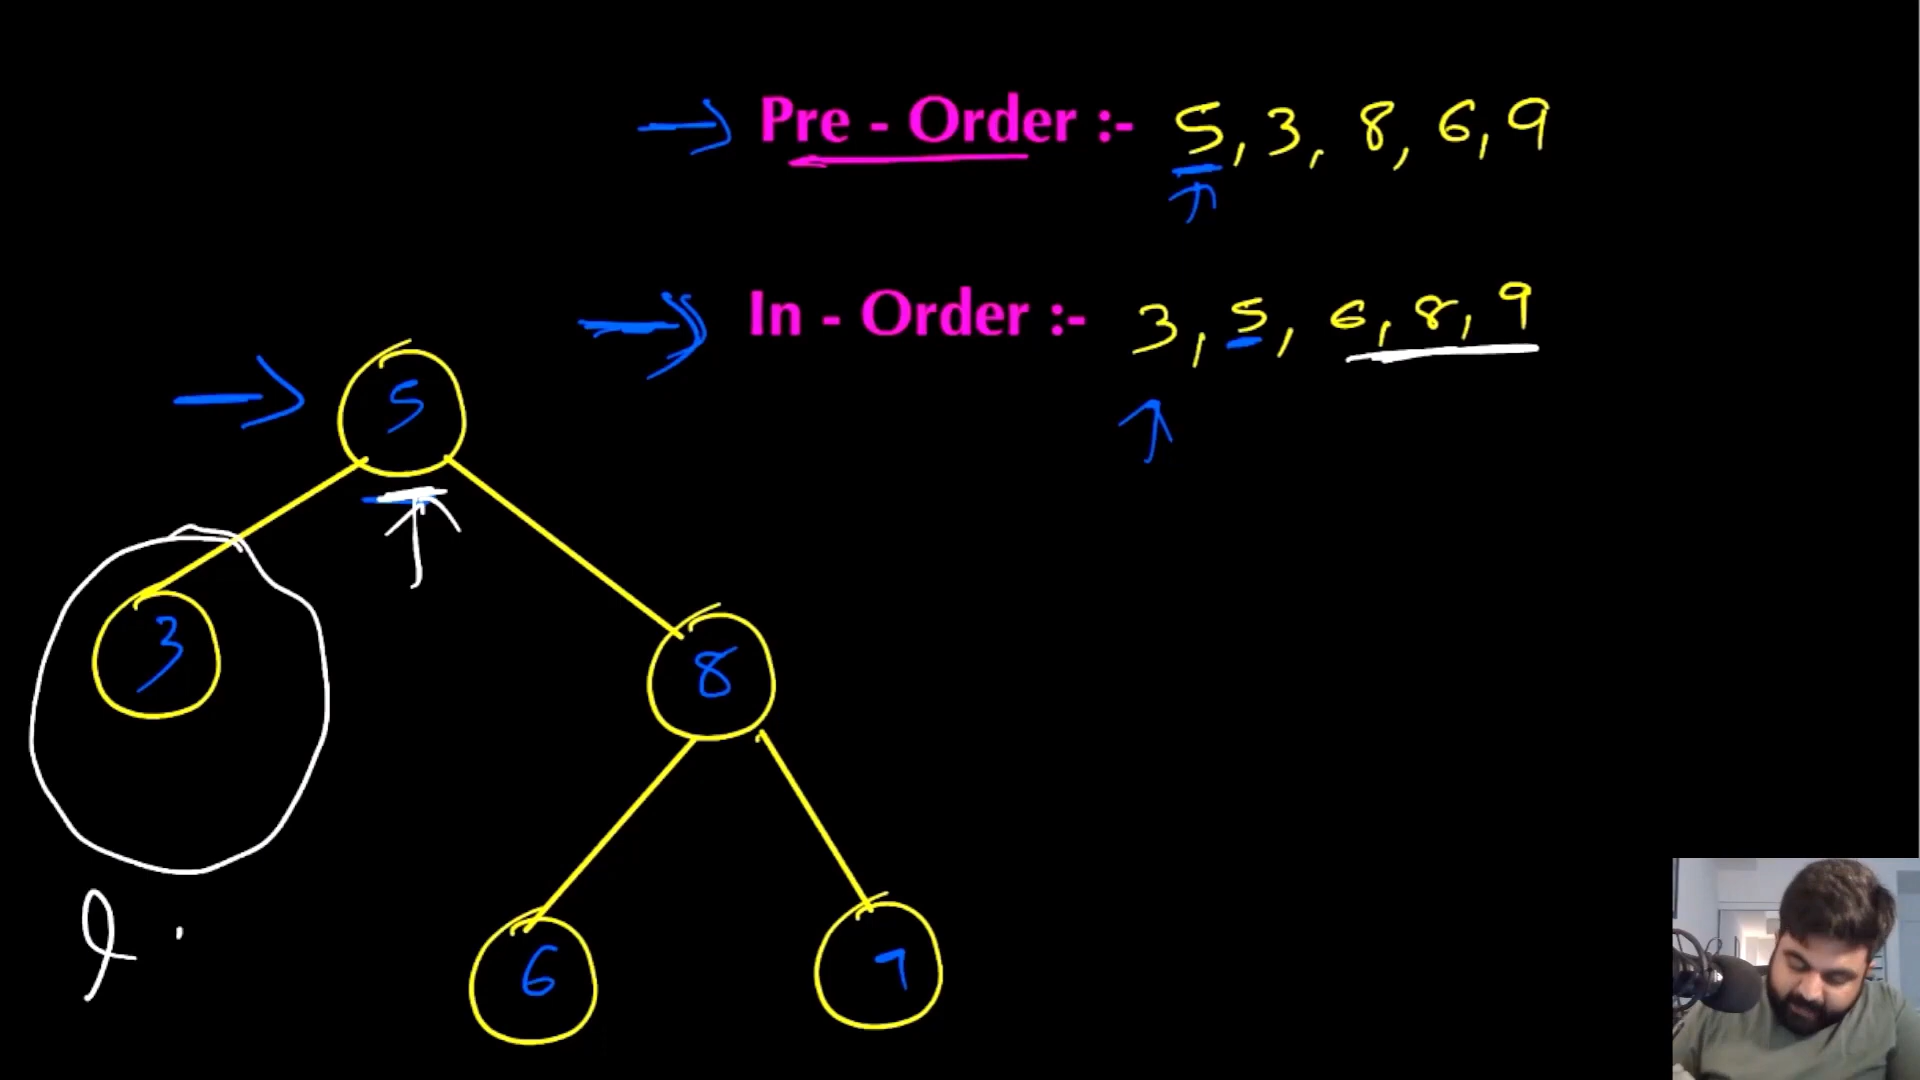 Pre - Order :- 5, 3, 8, 6, 9
In - Order :- 3, 5, 6, 8, 9
5
3
8
6
9